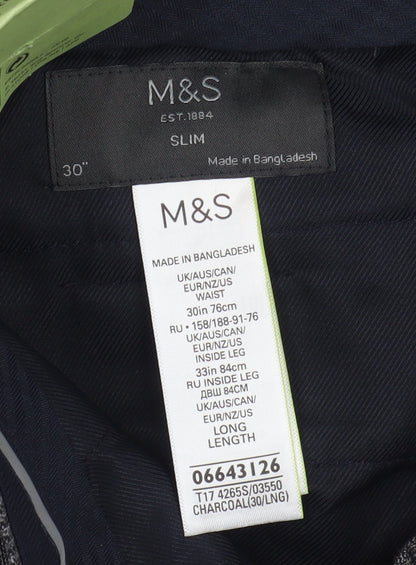 M&S
EST.1884
SLIM
30"
Made in Bangladesh
M&S
MADE IN BANGLADESH
UK/AUS/CAN/
EUR/NZ/US
WAIST
30in 76cm
RU • 158/188-91-76
UK/AUS/CAN/
EUR/NZ/US
INSIDE LEG
33in 84cm
RU INSIDE LEG
ДВШ 84CM
UK/AUS/CAN/
EUR/NZ/US
LONG
LENGTH
06643126
T17 4265S/03550
CHARCOAL(30/LNG)